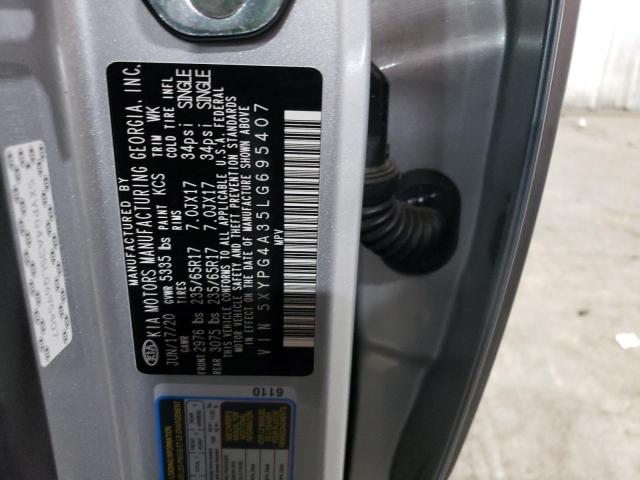 KIA
MANUFACTURED BY
KIA MOTORS MANUFACTURING GEORGIA, INC.
JUN/17/20 GVWR 5335 lbs PAINT KCS TRIM WK
GAWR TIRES RIMS COLD TIRE INFL
FRONT 2976 lbs 235/65R17 7.0JX17 34psi SINGLE
REAR 3075 lbs 235/65R17 7.0JX17 34psi SINGLE
THIS VEHICLE CONFORMS TO ALL APPLICABLE U.S.A. FEDERAL
MOTOR VEHICLE SAFETY, BUMPER, AND THEFT PREVENTION STANDARDS
IN EFFECT ON THE DATE OF MANUFACTURE SHOWN ABOVE
VIN 5XYPG4A35LG695407
MPV
6110